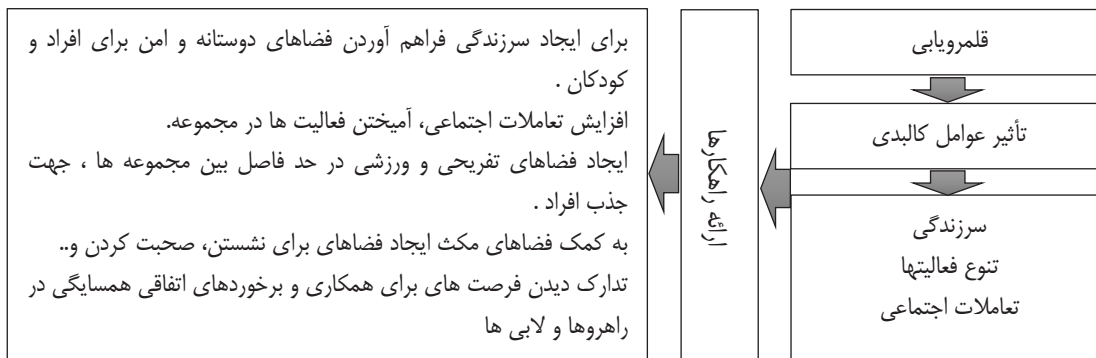 قلمرویابی
تأثیر عوامل کالبدی
سرزندگی
تنوع فعالیتها
تعاملات اجتماعی
ارائه راهکارها
برای ایجاد سرزندگی فراهم آوردن فضاهای دوستانه و امن برای افراد و
کودکان .
افزایش تعاملات اجتماعی، آمیختن فعالیت ها در مجموعه.
ایجاد فضاهای تفریحی و ورزشی در حد فاصل بین مجموعه ها ، جهت
جذب افراد .
به کمک فضاهای مکث ایجاد فضاهای برای نشستن، صحبت کردن و..
تدارک دیدن فرصت های برای همکاری و برخوردهای اتفاقی همسایگی در
راهروها و لابی ها